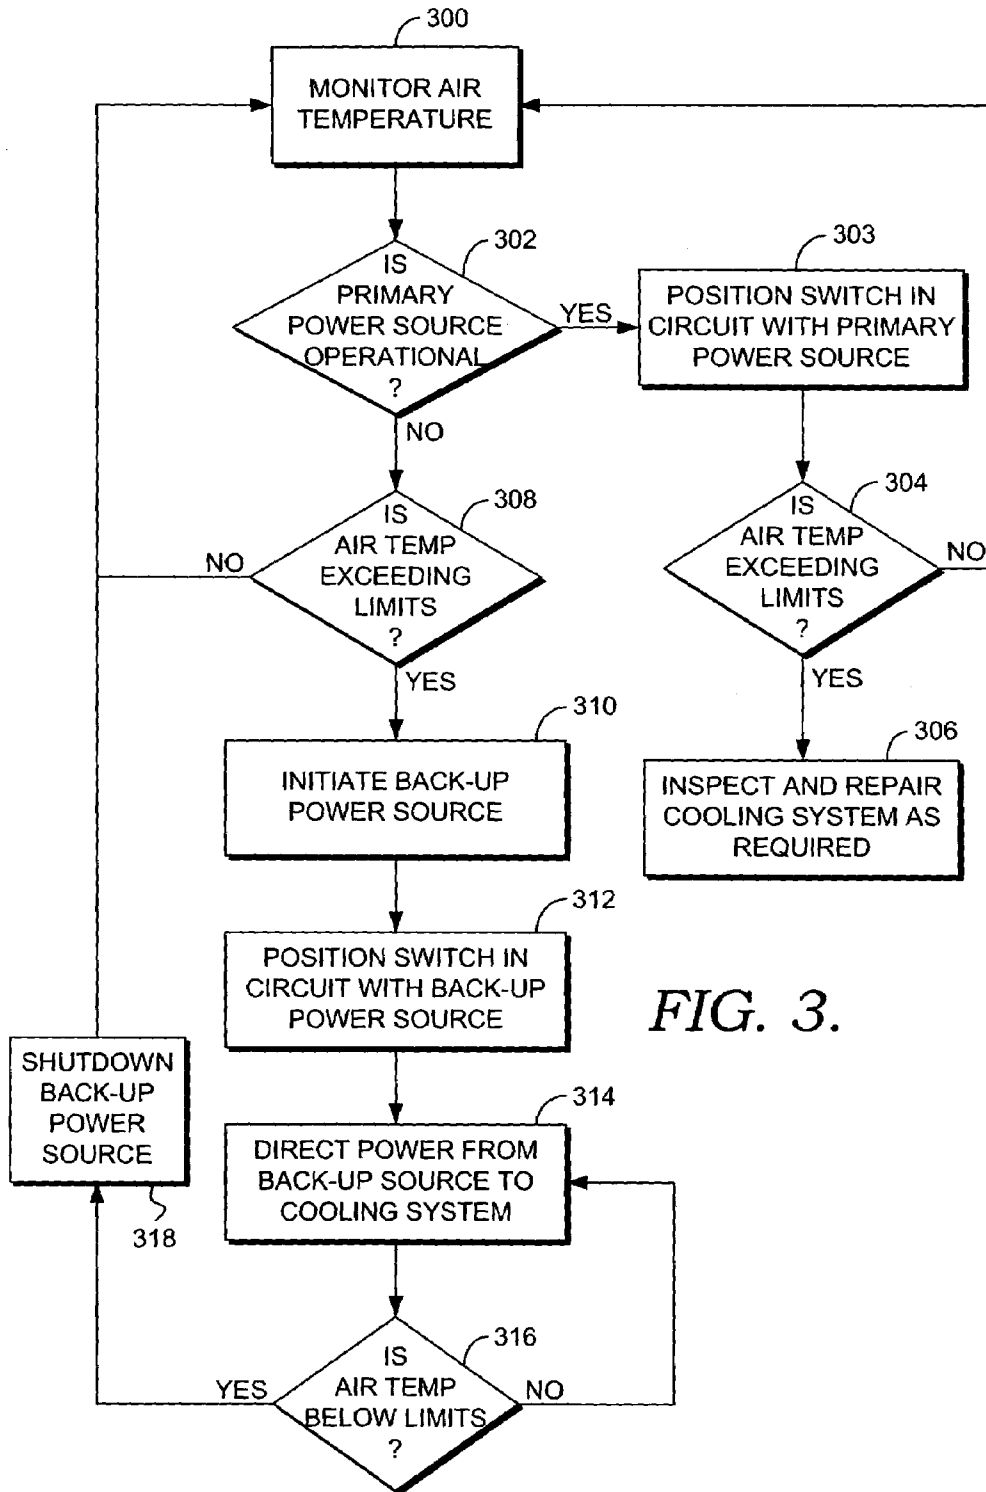 300
MONITOR AIR
TEMPERATURE
302
IS
PRIMARY
POWER SOURCE
OPERATIONAL
?
YES
NO
303
POSITION SWITCH IN
CIRCUIT WITH PRIMARY
POWER SOURCE
308
IS
AIR TEMP
EXCEEDING
LIMITS
?
NO
YES
304
IS
AIR TEMP
EXCEEDING
LIMITS
?
NO
YES
310
INITIATE BACK-UP
POWER SOURCE
306
INSPECT AND REPAIR
COOLING SYSTEM AS
REQUIRED
312
POSITION SWITCH IN
CIRCUIT WITH BACK-UP
POWER SOURCE
FIG. 3.
SHUTDOWN
BACK-UP
POWER
SOURCE
318
314
DIRECT POWER FROM
BACK-UP SOURCE TO
COOLING SYSTEM
316
IS
AIR TEMP
BELOW LIMITS
?
YES
NO